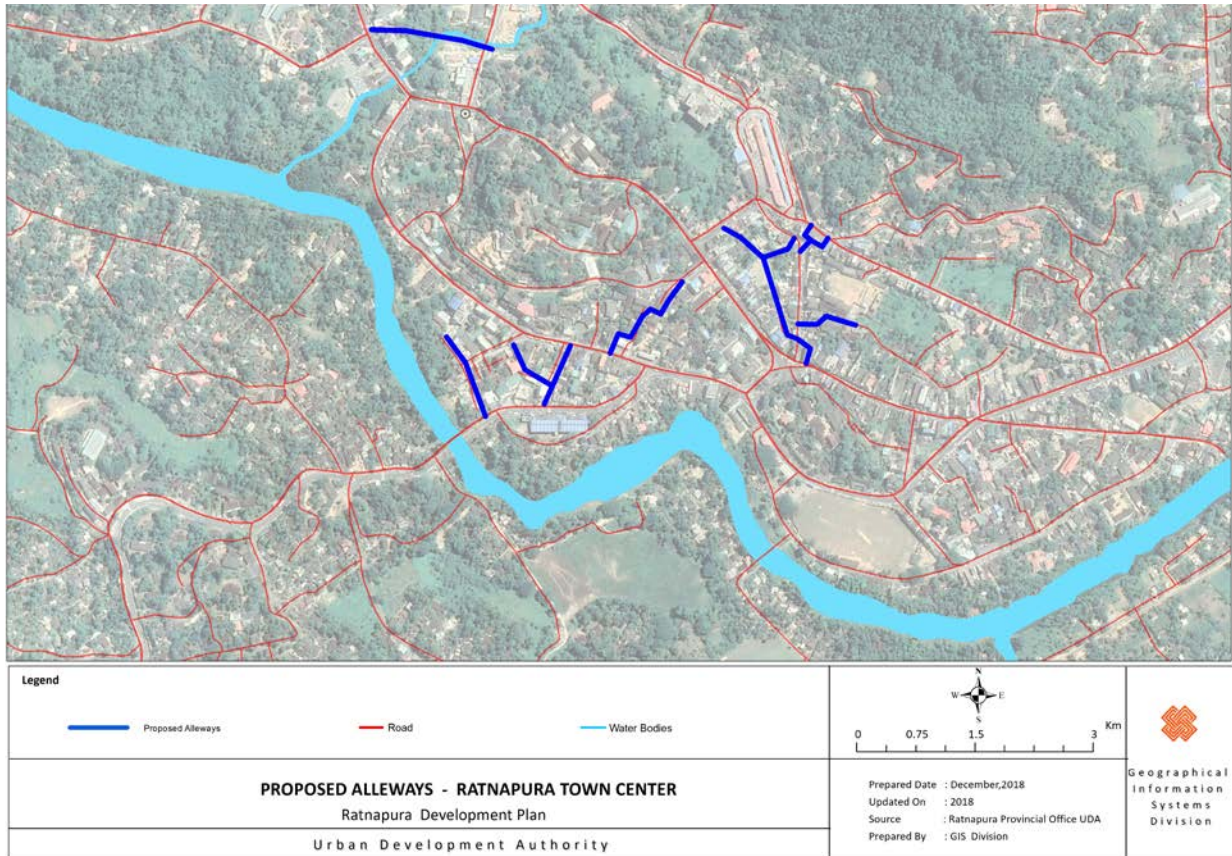 Legend
Proposed Alleways
Road
Water Bodies
N
W E
S
Km
0 0.75 1.5 3
PROPOSED ALLEWAYS - RATNAPURA TOWN CENTER
Ratnapura Development Plan
Urban Development Authority
Prepared Date : December,2018
Updated On : 2018
Source : Ratnapura Provincial Office UDA
Prepared By : GIS Division
Geographical
Information
Systems
Division